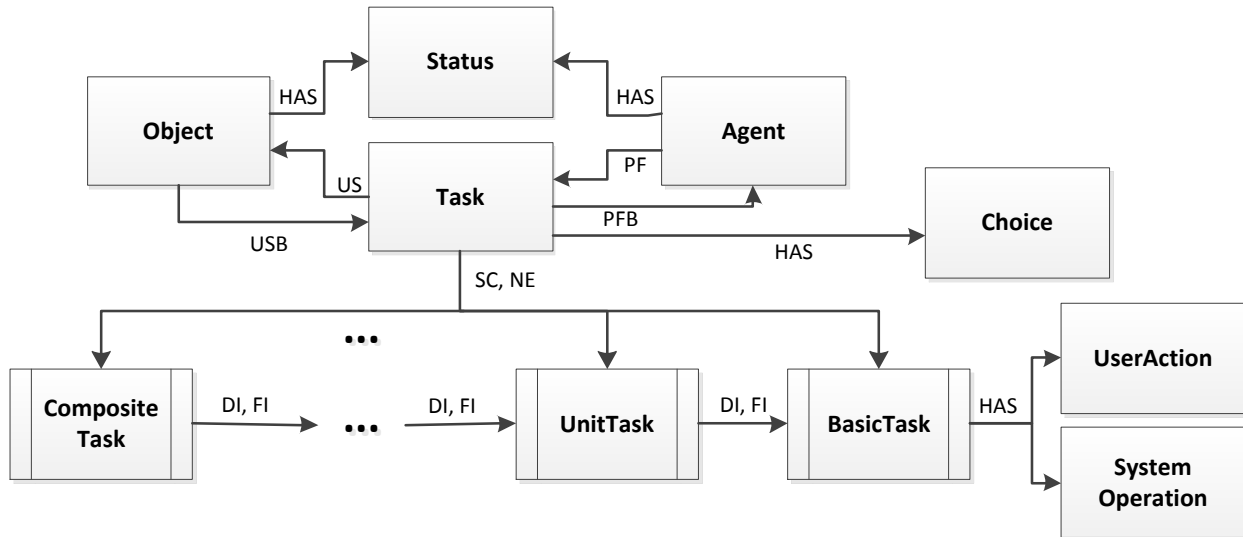 Status
HAS
HAS
Object
Agent
US
Task
PF
USB
PFB
HAS
Choice
SC, NE
...
UserAction
Composite
Task
DI, FI
...
DI, FI
UnitTask
DI, FI
BasicTask
HAS
System
Operation